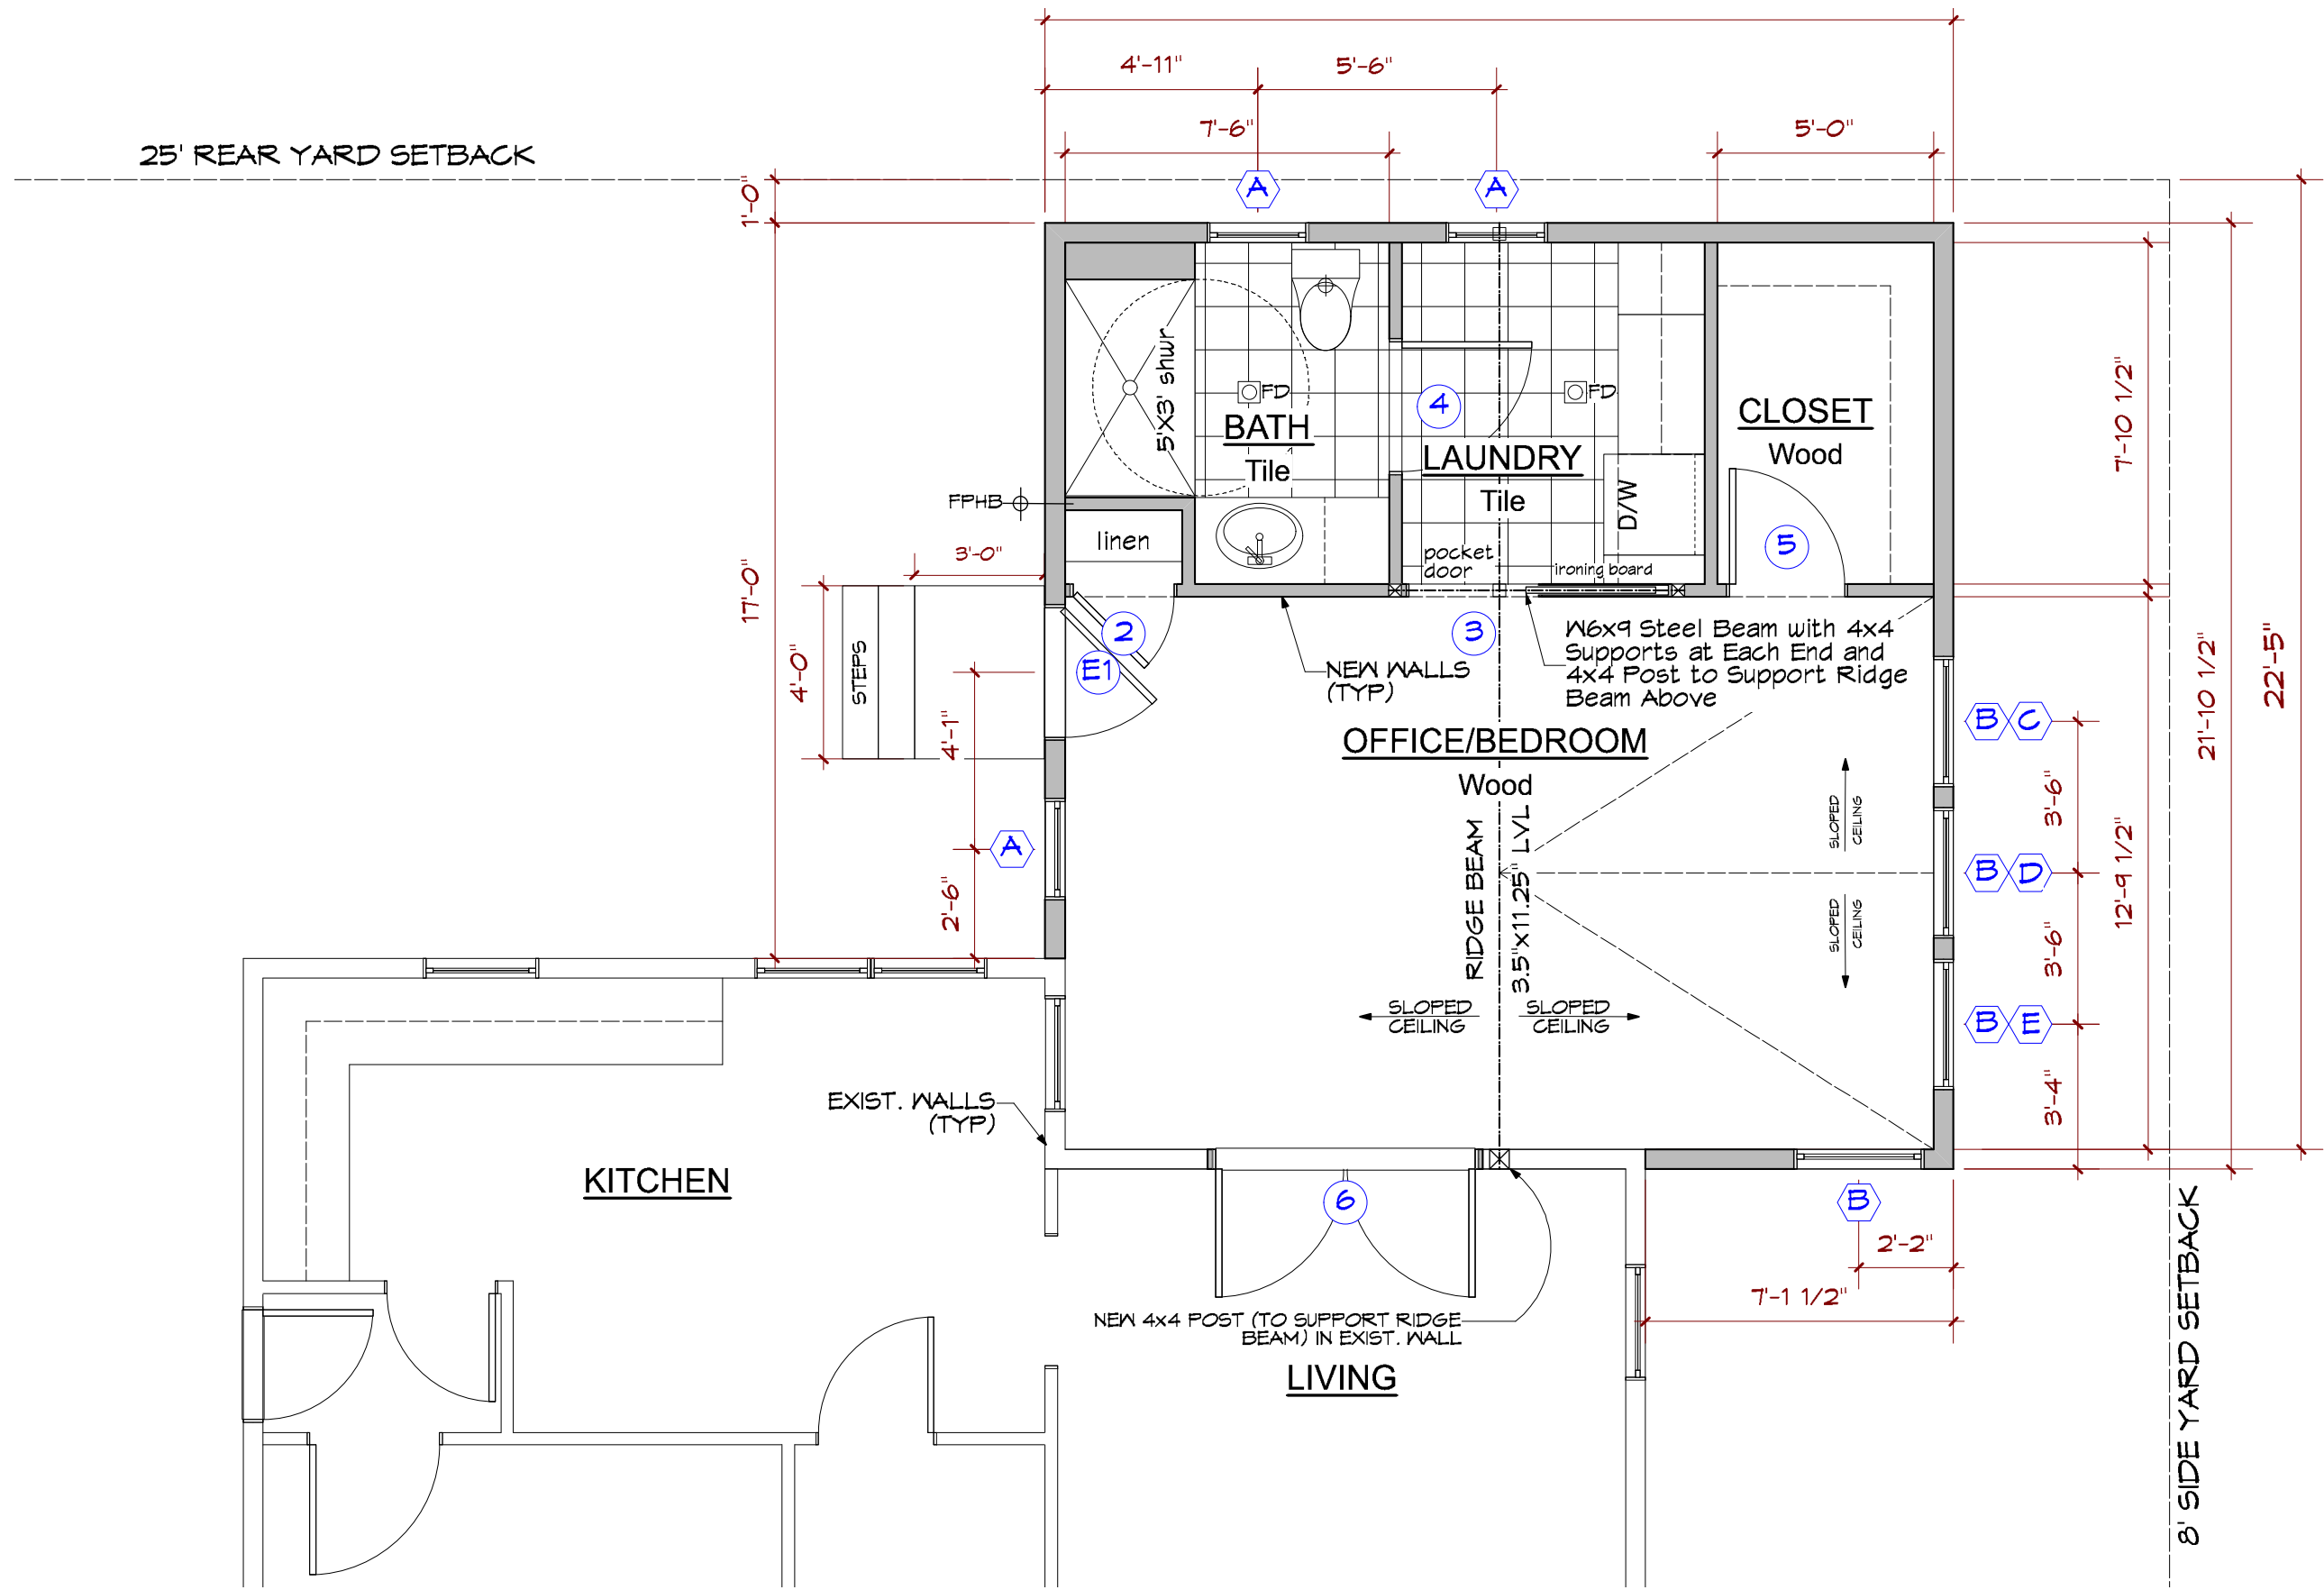 4'-11"
5'-6"
7'-6"
5'-0"
25' REAR YARD SETBACK
1'-0"
A
A
5'X3' shwr
FD
BATH
Tile
4
FD
LAUNDRY
Tile
CLOSET
Wood
7'-10 1/2"
FPHB
linen
D/W
5
pocket
door
ironing board
3'-0"
17'-0"
4'-0"
STEPS
2
E1
3
NEW WALLS
(TYP)
W6x9 Steel Beam with 4x4
Supports at Each End and
4x4 Post to Support Ridge
Beam Above
4'-1"
2'-6"
A
OFFICE/BEDROOM
Wood
RIDGE BEAM
3.5"x11.25" LVL
SLOPED
CEILING
SLOPED
CEILING
SLOPED
CEILING
SLOPED
CEILING
B
C
B
D
B
E
3'-6"
3'-6"
3'-4"
12'-9 1/2"
21'-10 1/2"
22'-5"
EXIST. WALLS
(TYP)
KITCHEN
6
B
2'-2"
7'-1 1/2"
NEW 4x4 POST (TO SUPPORT RIDGE
BEAM) IN EXIST. WALL
LIVING
8' SIDE YARD SETBACK